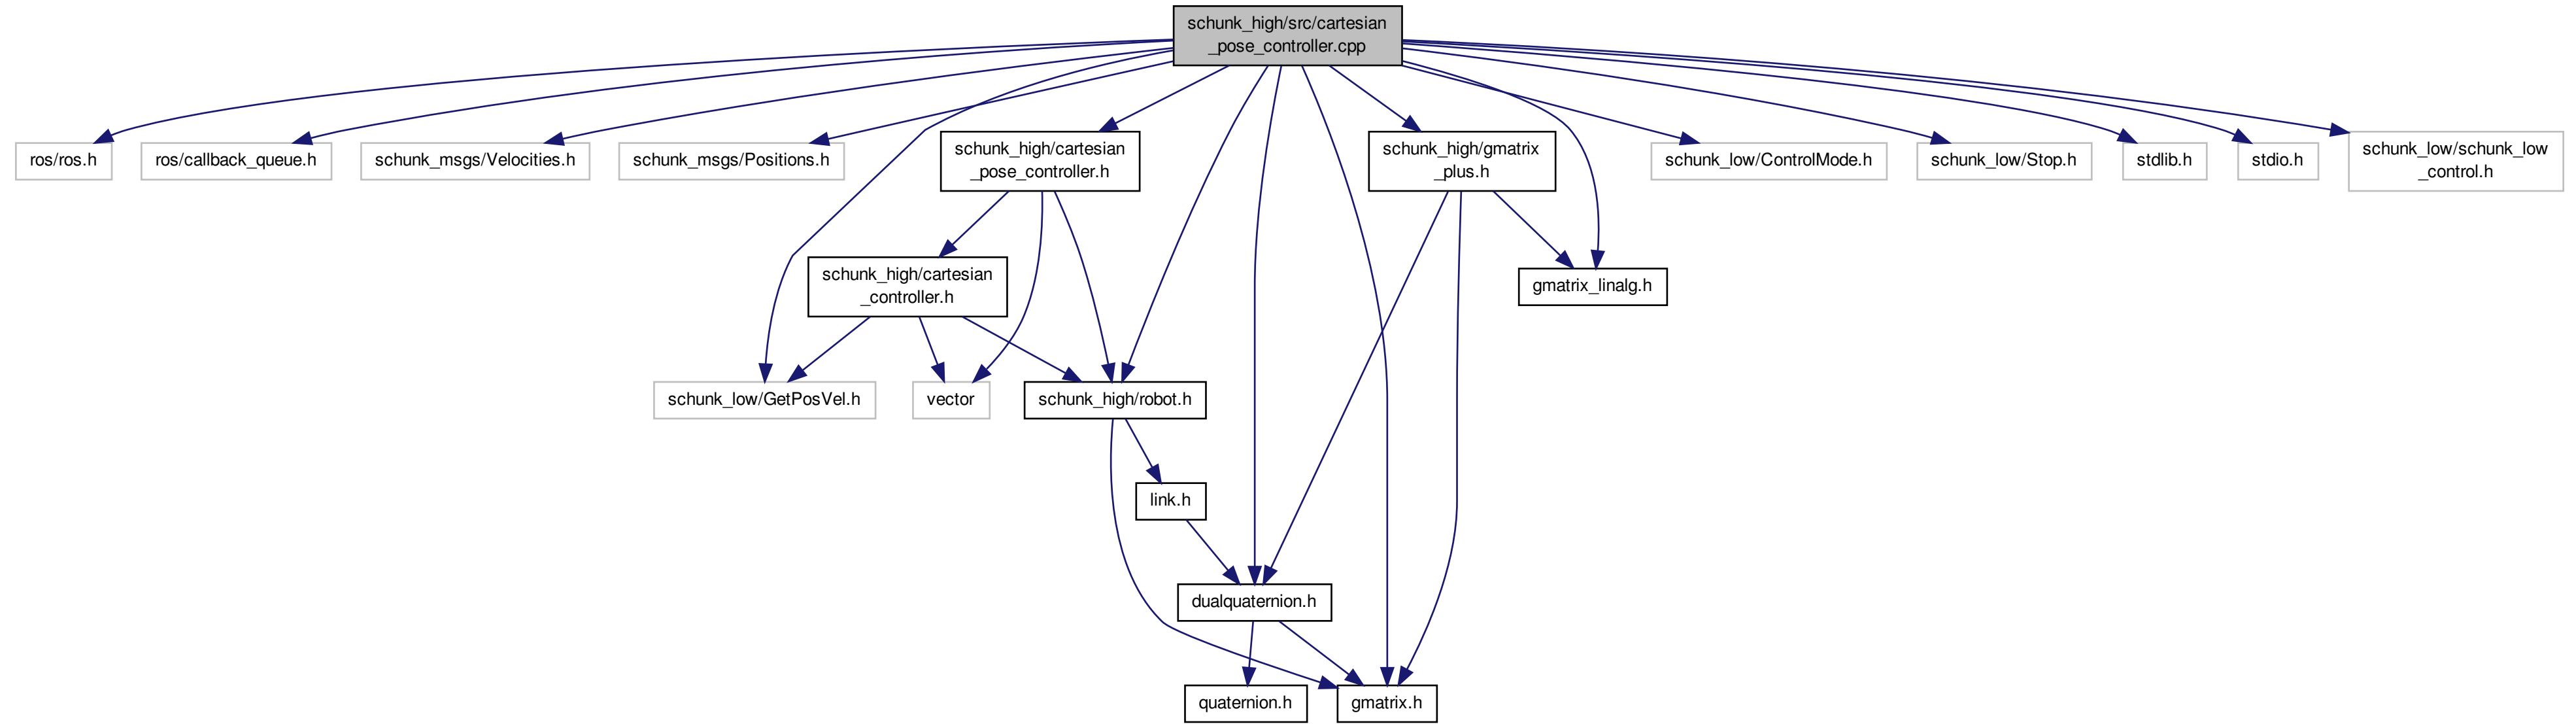 schunk_high/src/cartesian
_pose_controller.cpp
ros/ros.h
ros/callback_queue.h
schunk_msgs/Velocities.h
schunk_msgs/Positions.h
schunk_high/cartesian
_pose_controller.h
schunk_high/gmatrix
_plus.h
schunk_low/ControlMode.h
schunk_low/Stop.h
stdlib.h
stdio.h
schunk_low/schunk_low
_control.h
schunk_high/cartesian
_controller.h
gmatrix_linalg.h
schunk_low/GetPosVel.h
vector
schunk_high/robot.h
link.h
dualquaternion.h
quaternion.h
gmatrix.h